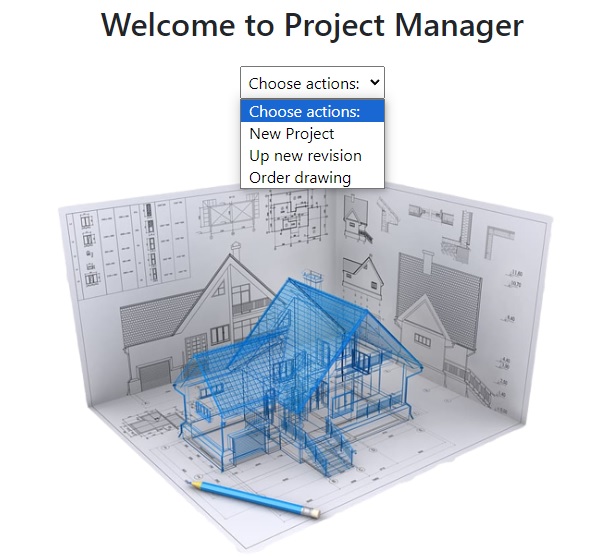 Welcome to Project Manager
Choose actions:
Choose actions:
New Project
Up new revision
Order drawing